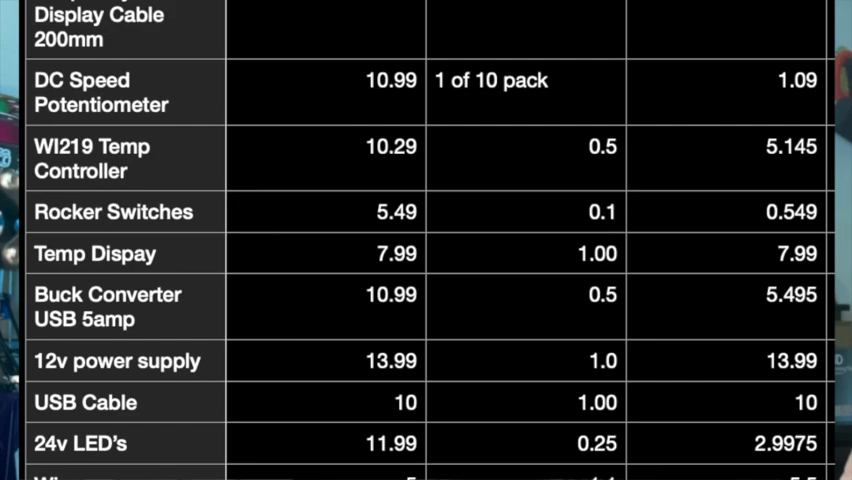 Display Cable
200mm
DC Speed
Potentiometer
10.99
1 of 10 pack
1.09
WI219 Temp
Controller
10.29
0.5
5.145
Rocker Switches
5.49
0.1
0.549
Temp Dispay
7.99
1.00
7.99
Buck Converter
USB 5amp
10.99
0.5
5.495
12v power supply
13.99
1.0
13.99
USB Cable
10
1.00
10
24v LED’s
11.99
0.25
2.9975